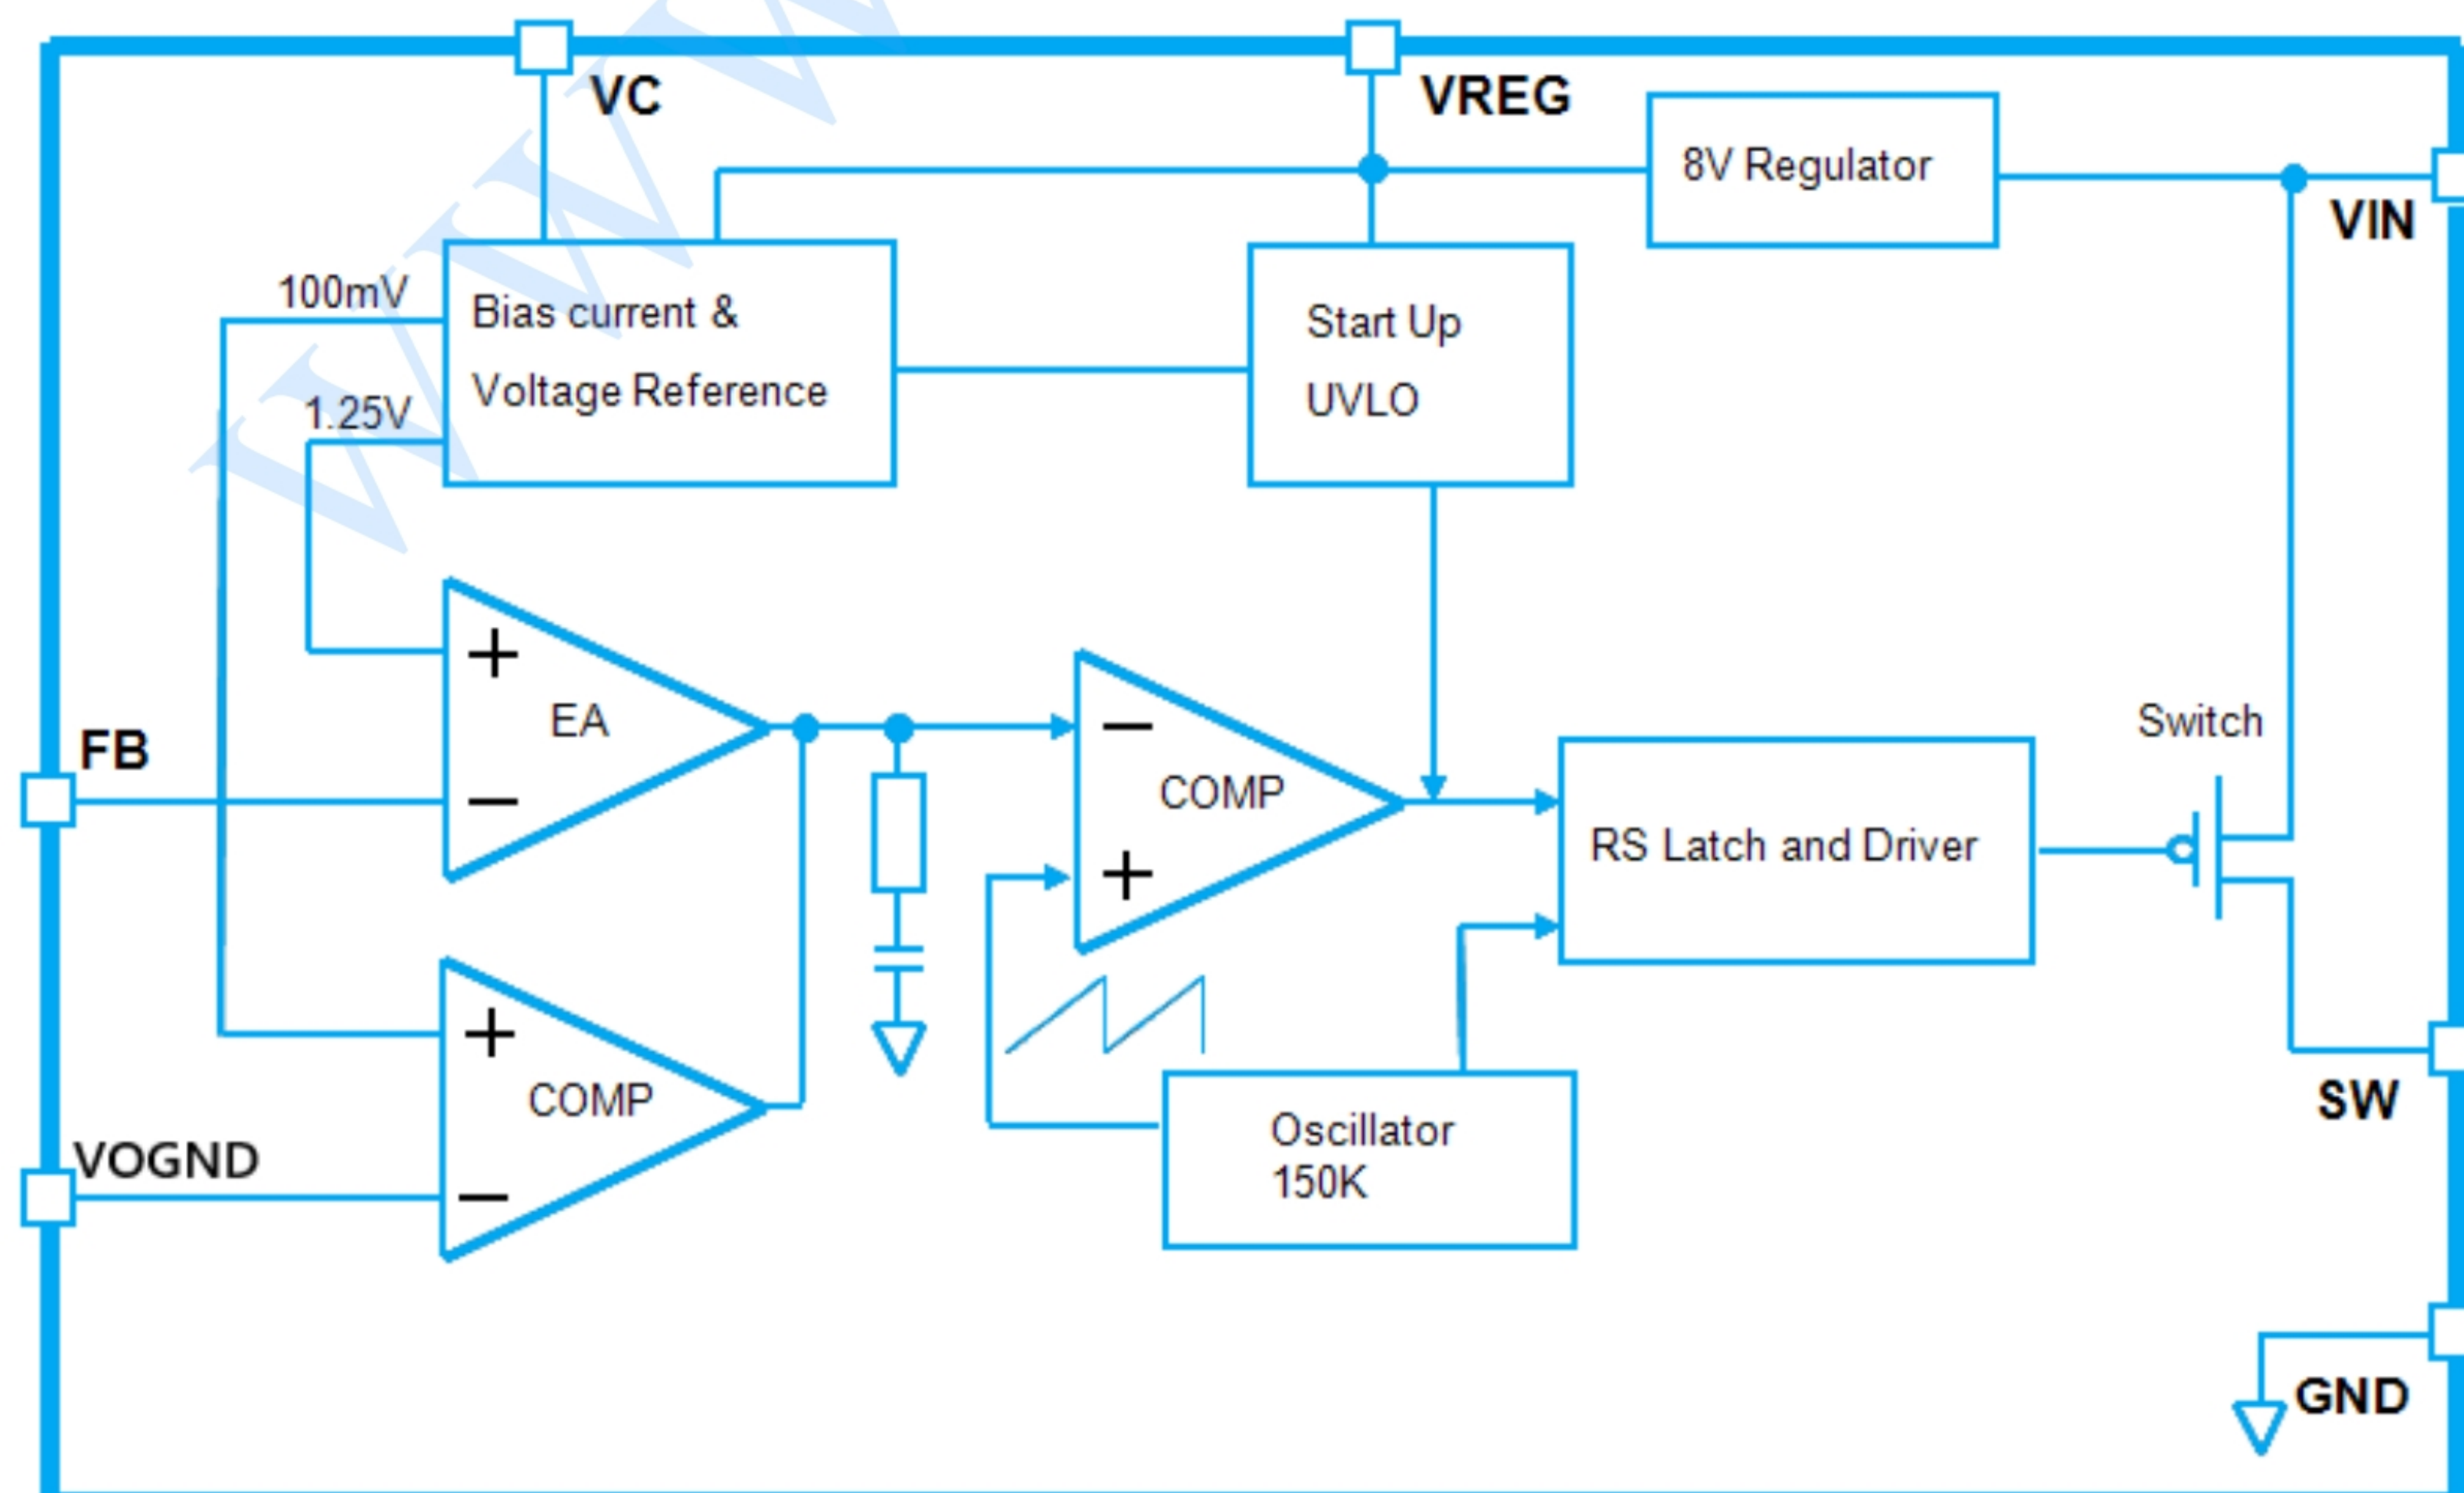 VC
VREG
8V Regulator
VIN
100mV
Bias current &
Voltage Reference
1.25V
Start Up
UVLO
+
EA
−
FB
−
COMP
+
Switch
RS Latch and Driver
+
COMP
−
VOGND
Oscillator
150K
SW
GND
WWW